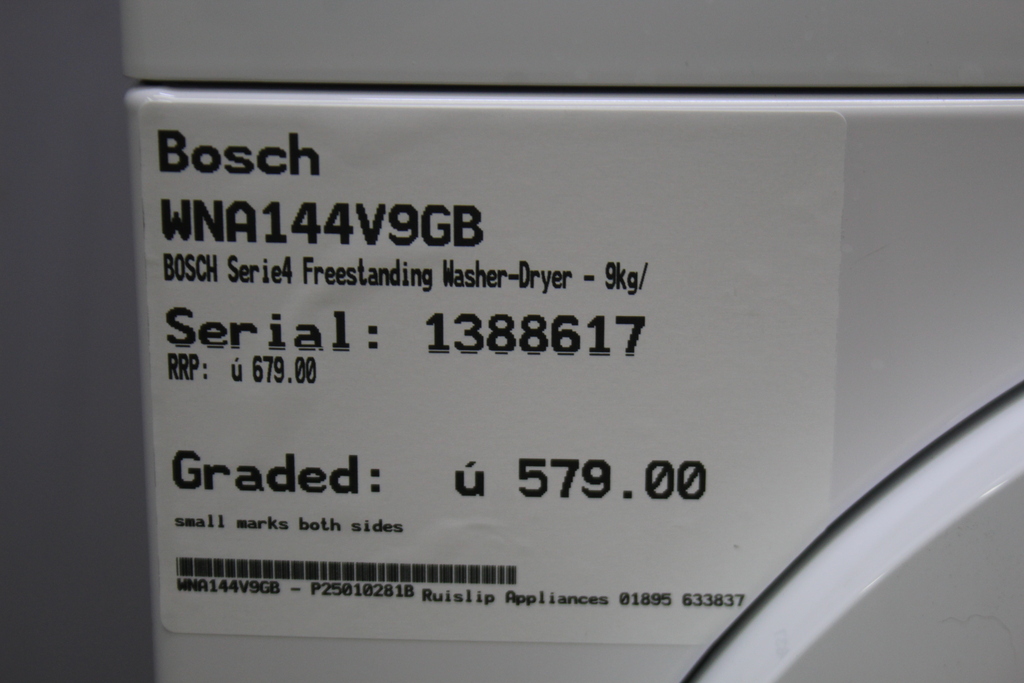 Bosch
WNA144V9GB
BOSCH Serie4 Freestanding Washer-Dryer - 9kg/
Serial: 1388617
RRP: ú 679.00
Graded: ú 579.00
small marks both sides
WNA144V9GB - P25010281B Ruislip Appliances 01895 633837